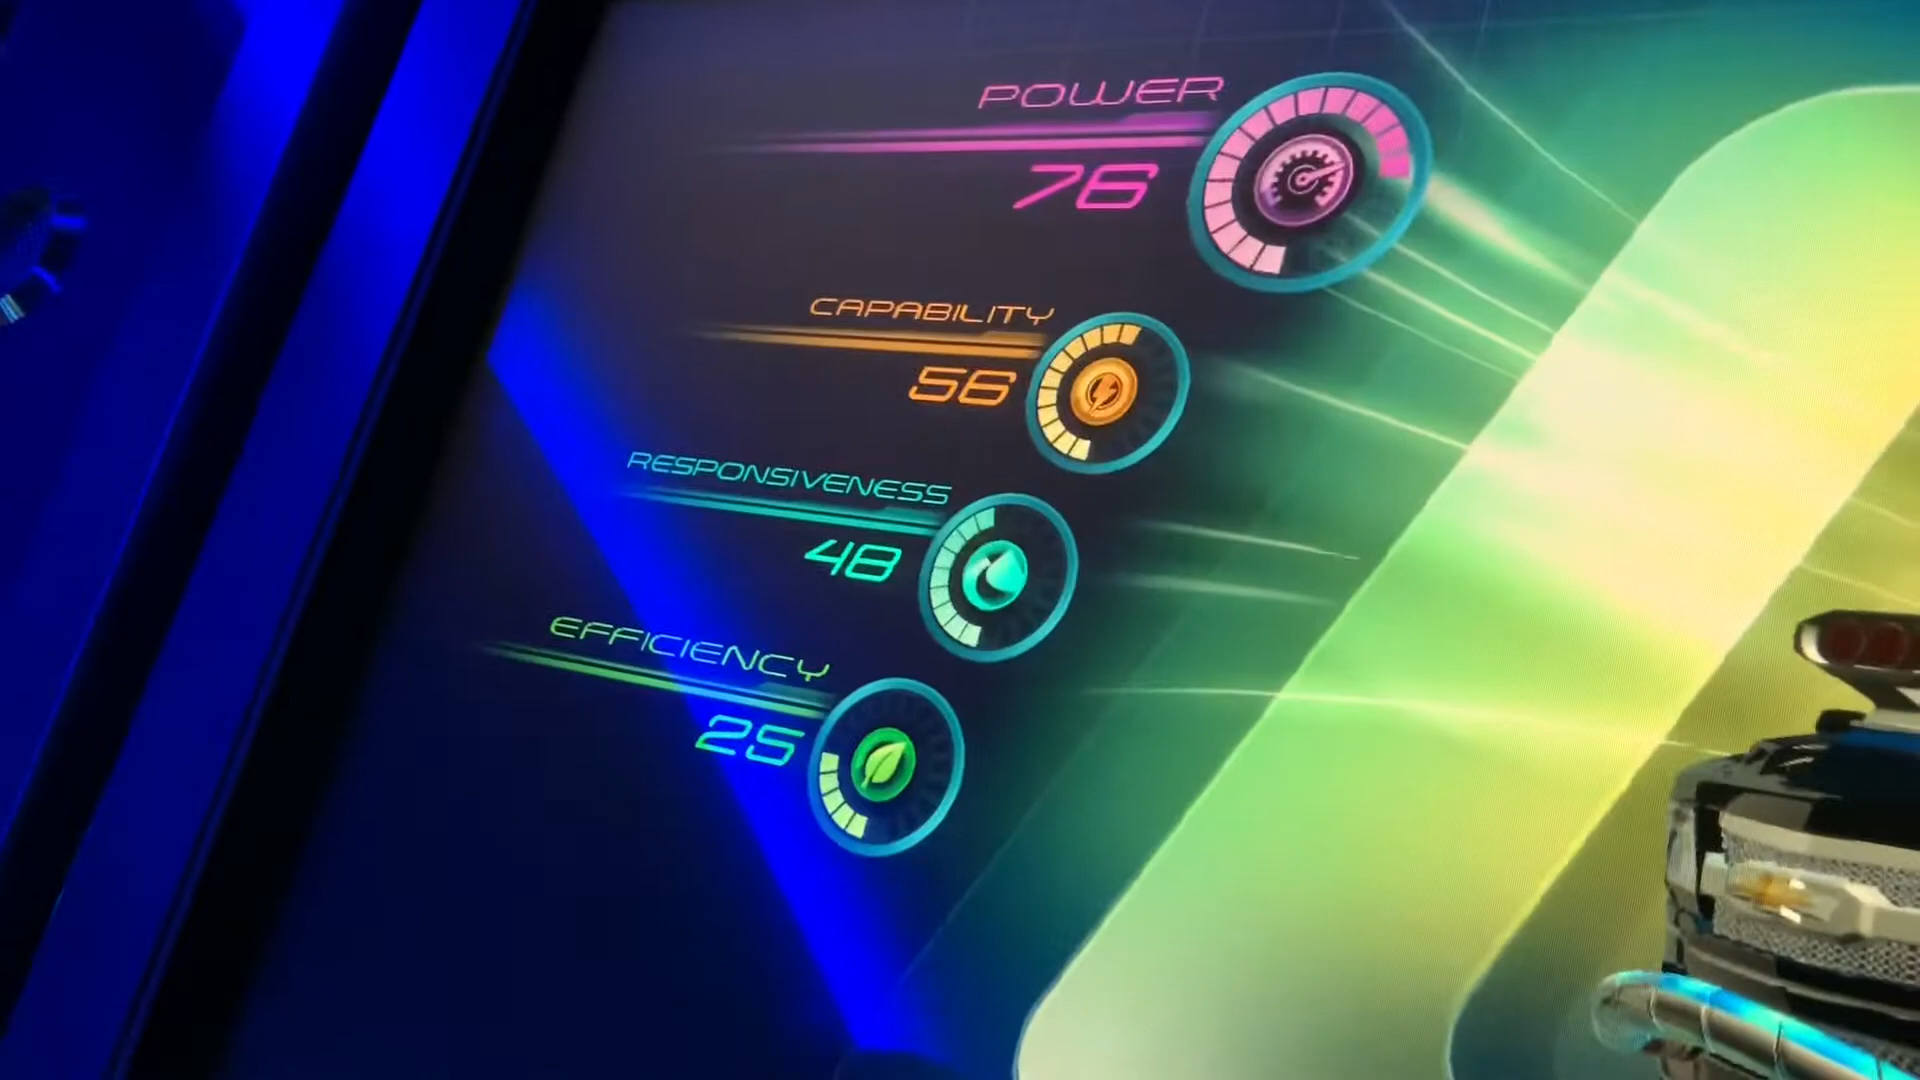 POWER
76
CAPABILITY
56
RESPONSIVENESS
48
EFFICIENCY
25